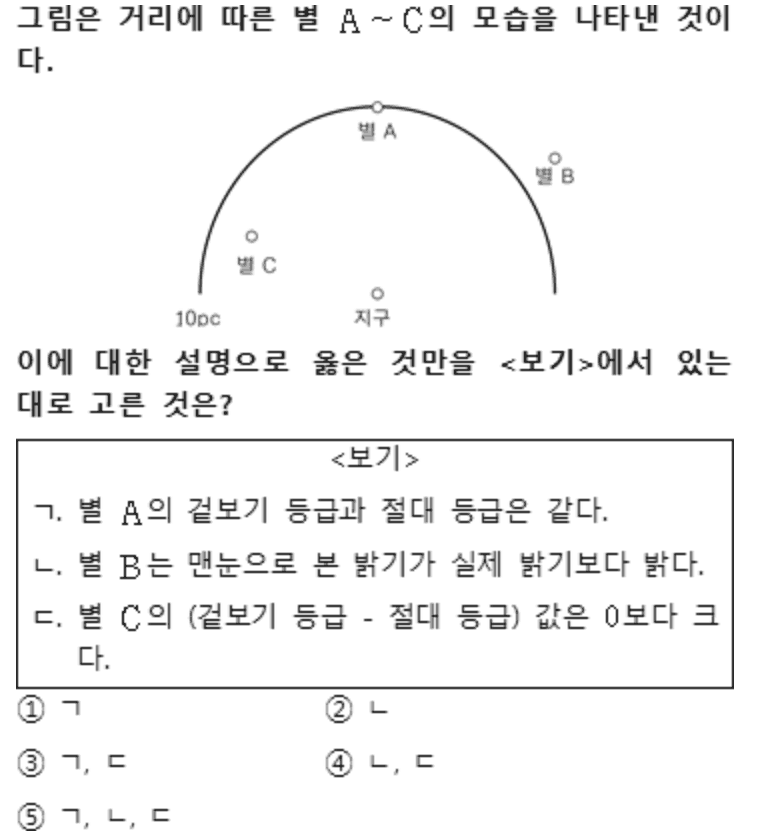 그림은 거리에 따른 별 A ~ C의 모습을 나타낸 것이
다.
별 A
별 B
별 C
10pc
지구
이에 대한 설명으로 옳은 것만을 <보기>에서 있는
대로 고른 것은?
<보기>
ㄱ. 별 A의 겉보기 등급과 절대 등급은 같다.
ㄴ. 별 B는 맨눈으로 본 밝기가 실제 밝기보다 밝다.
ㄷ. 별 C의 (겉보기 등급 - 절대 등급) 값은 0보다 크
다.
① ㄱ ② ㄴ
③ ㄱ, ㄷ ④ ㄴ, ㄷ
⑤ ㄱ, ㄴ, ㄷ